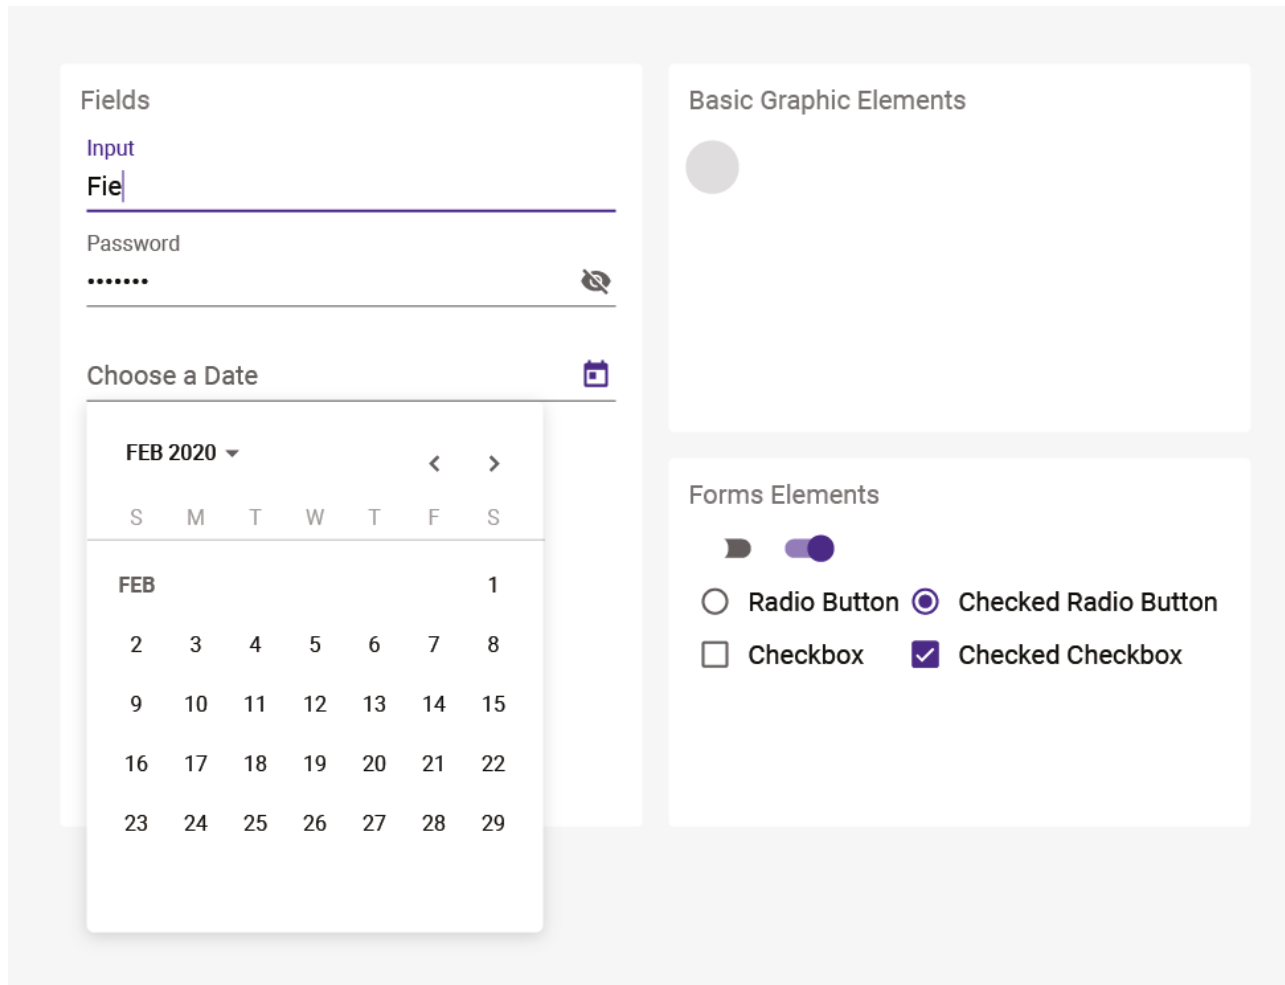 Fields
Input
Fie
Password
•••••••
Choose a Date
FEB 2020
S M T W T F S
FEB 1
2 3 4 5 6 7 8
9 10 11 12 13 14 15
16 17 18 19 20 21 22
23 24 25 26 27 28 29
Basic Graphic Elements
Forms Elements
Radio Button Checked Radio Button
Checkbox Checked Checkbox